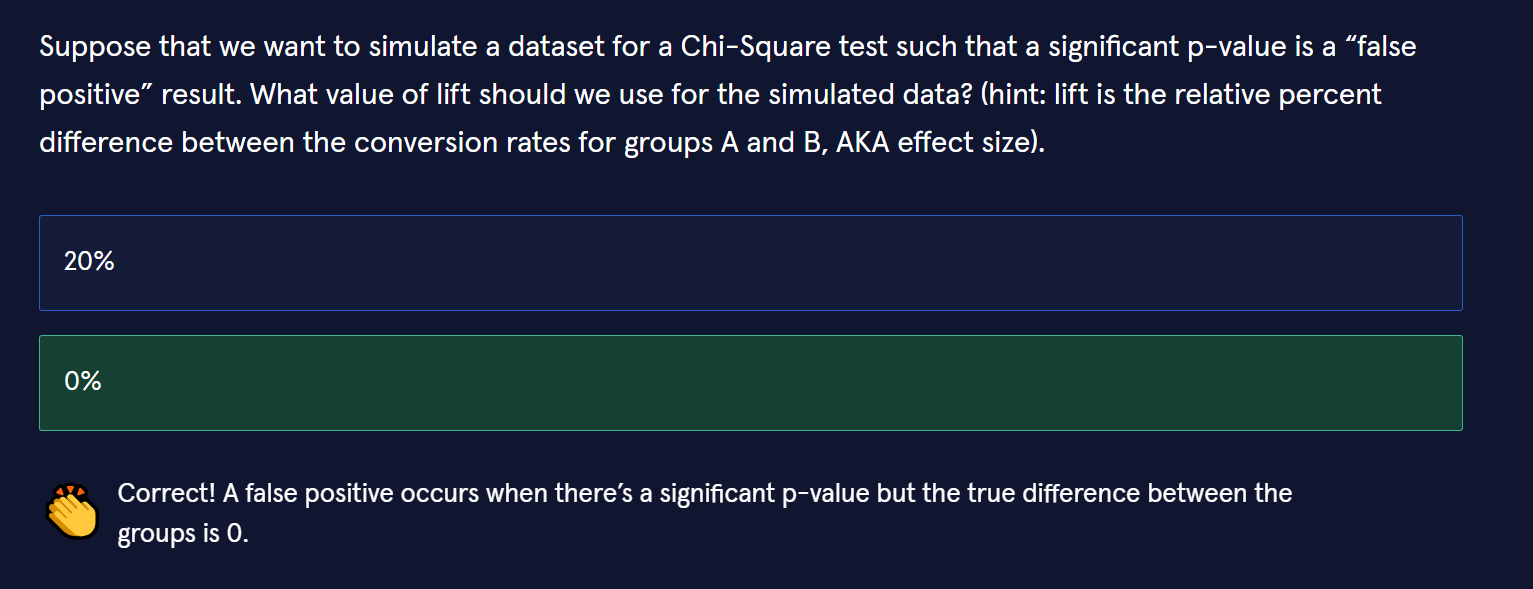 Suppose that we want to simulate a dataset for a Chi-Square test such that a significant p-value is a “false
positive” result. What value of lift should we use for the simulated data? (hint: lift is the relative percent
difference between the conversion rates for groups A and B, AKA effect size).
20%
0%
Correct! A false positive occurs when there’s a significant p-value but the true difference between the
groups is 0.